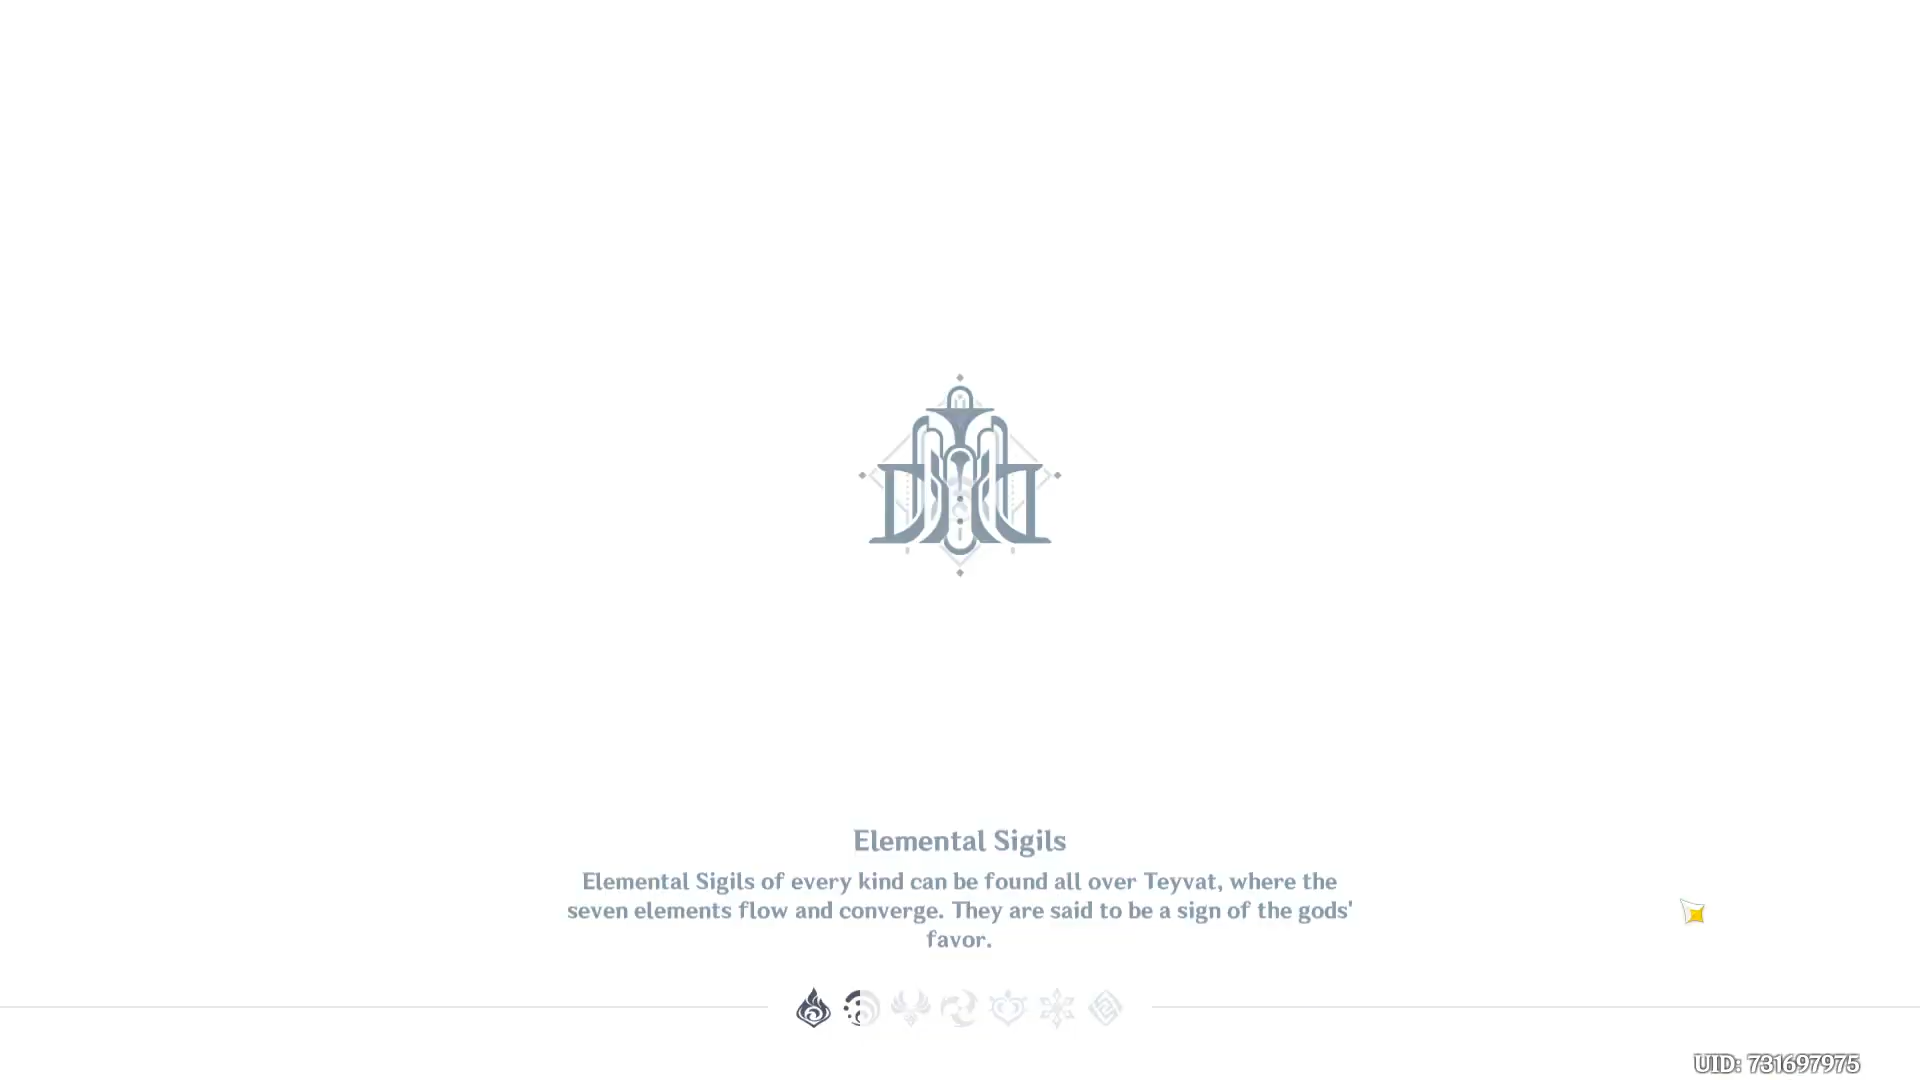 Elemental Sigils
Elemental Sigils of every kind can be found all over Teyvat, where the
seven elements flow and converge. They are said to be a sign of the gods'
favor.
UID: 731697975